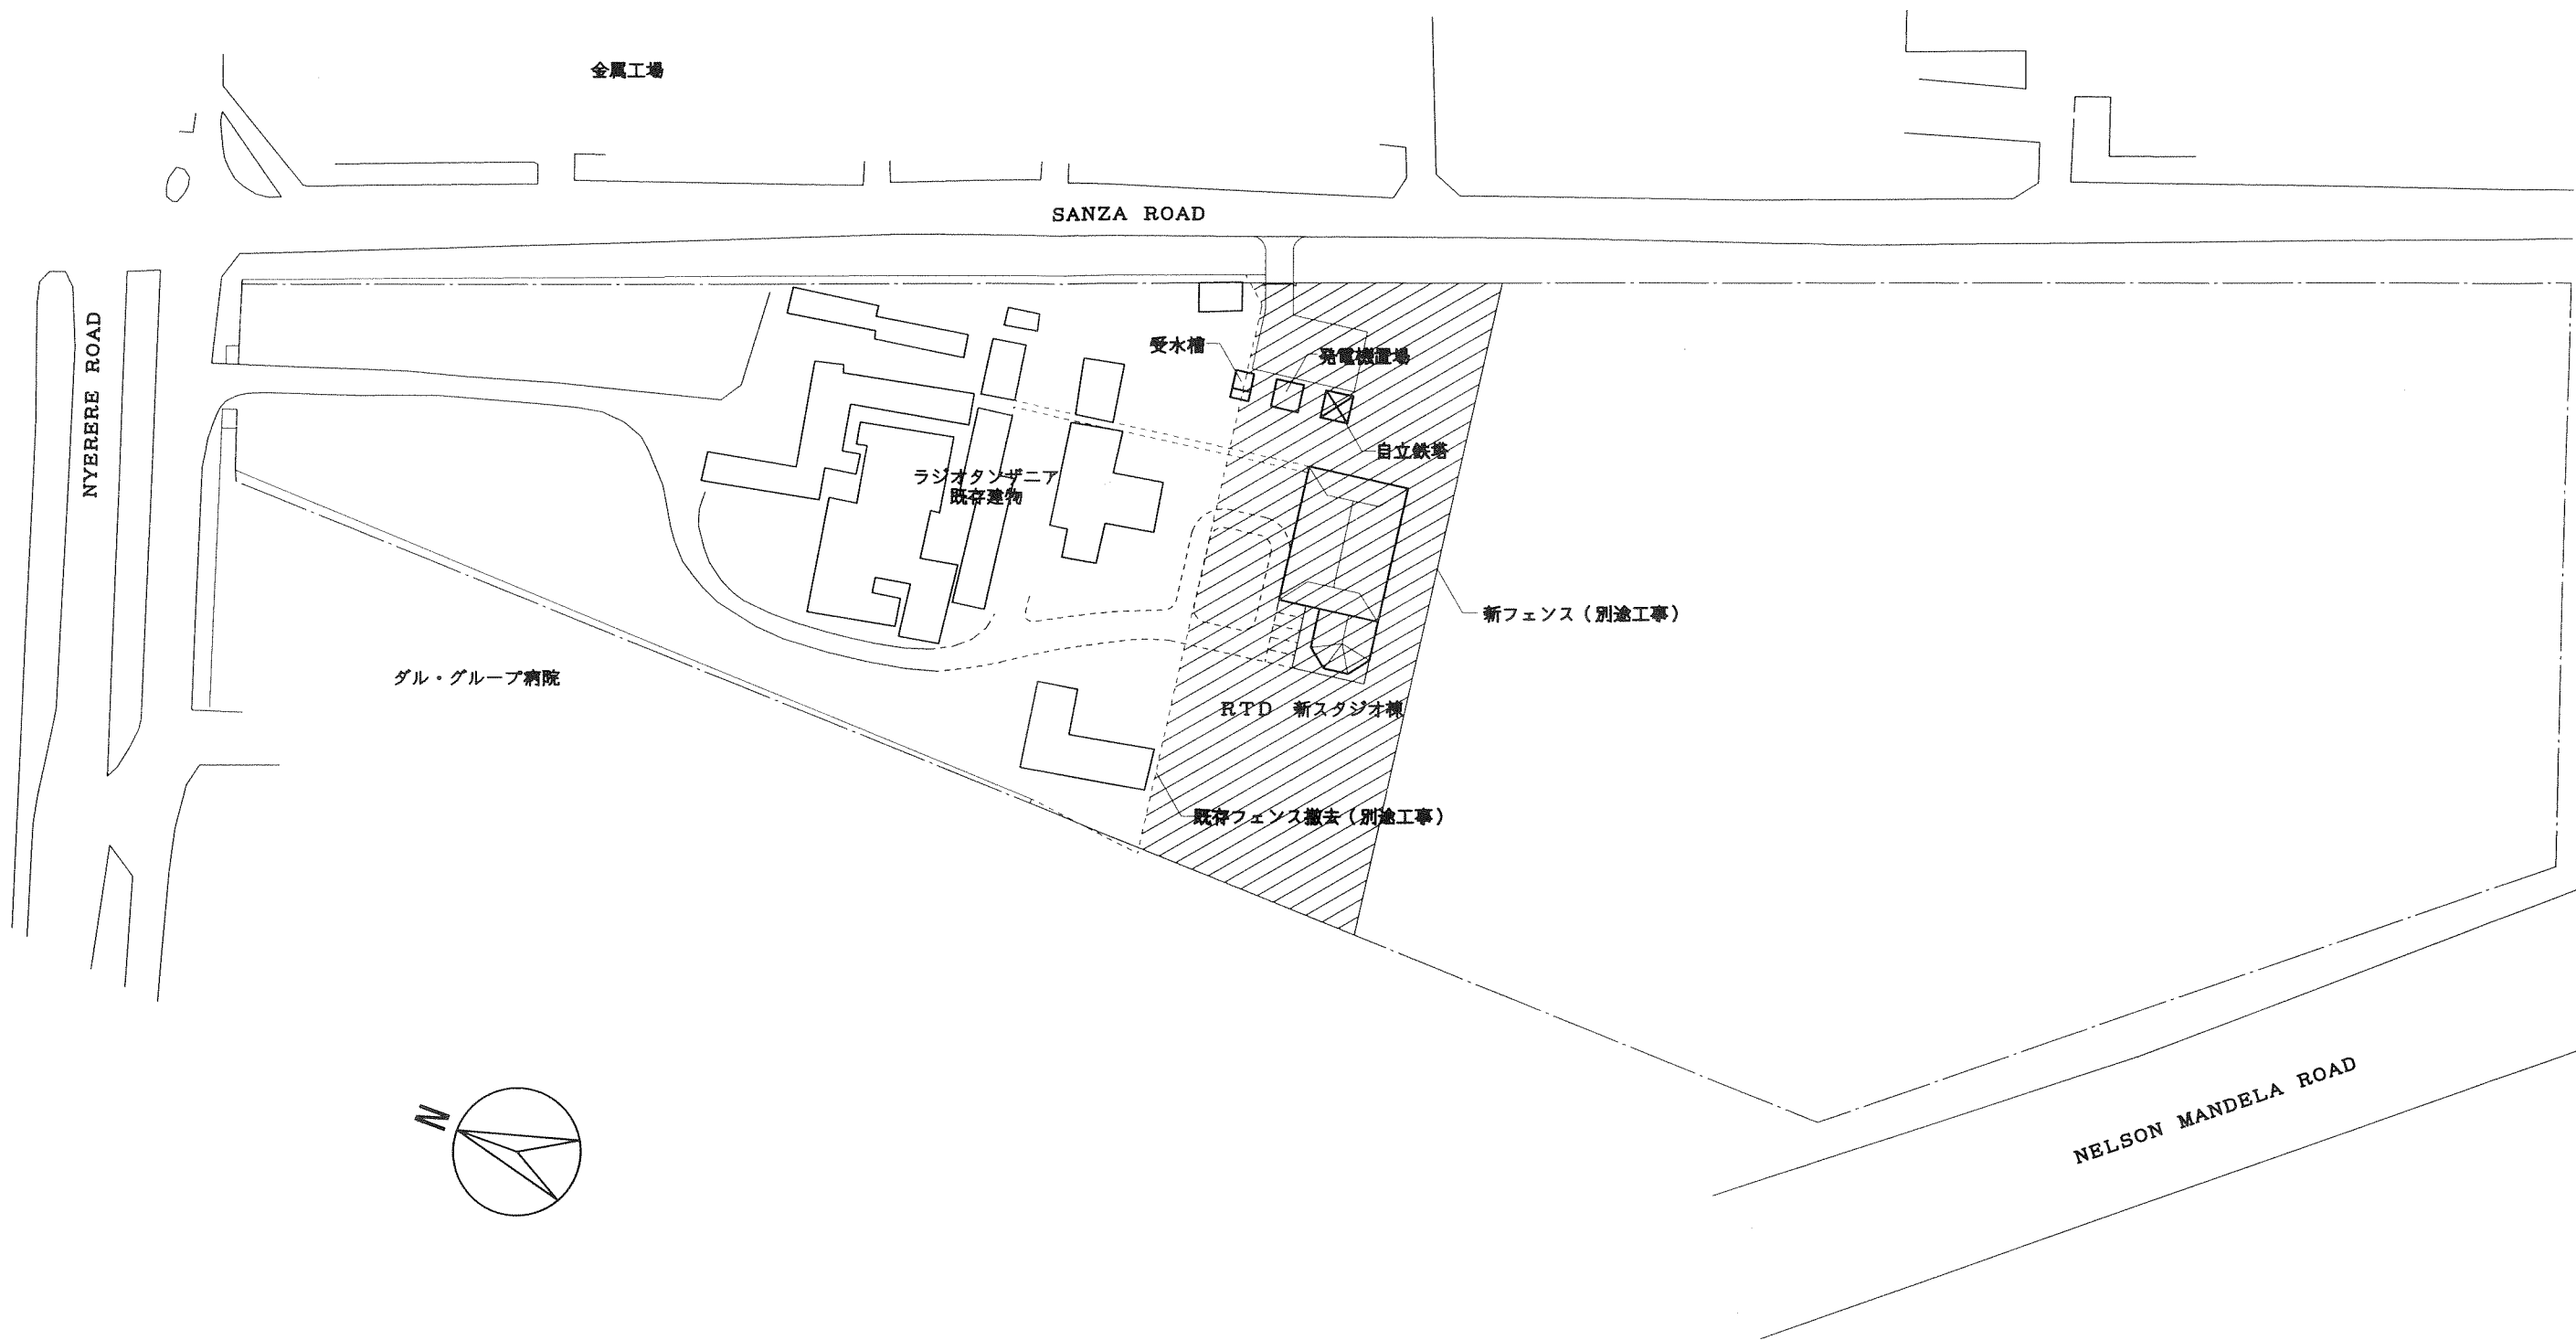 金属工場
SANZA ROAD
NYERERE ROAD
受水槽
発電機置場
自立鉄塔
ラジオタンザニア
既存建物
新フェンス(別途工事)
ダル・グループ病院
RTD 新スタジオ棟
既存フェンス撤去(別途工事)
NELSON MANDELA ROAD
N